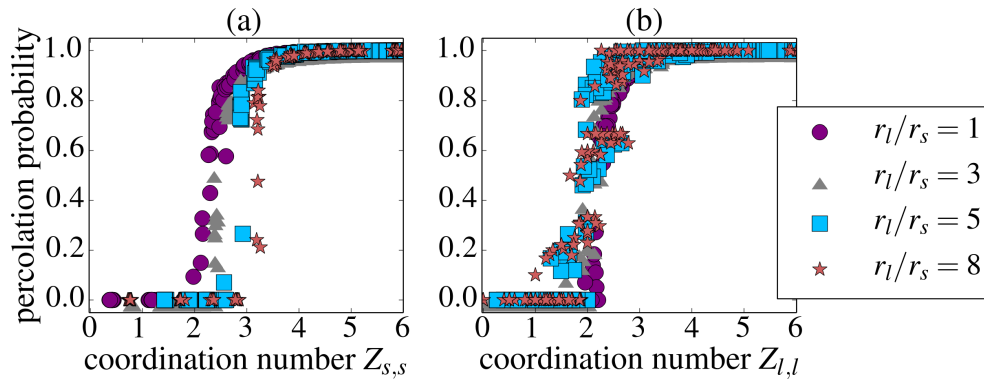 (a)
(b)
percolation probability
1.0
0.8
0.6
0.4
0.2
0.0
0 1 2 3 4 5 6
coordination number Z_{s,s}
1.0
0.8
0.6
0.4
0.2
0.0
0 1 2 3 4 5 6
coordination number Z_{l,l}
r_l/r_s = 1
r_l/r_s = 3
r_l/r_s = 5
r_l/r_s = 8